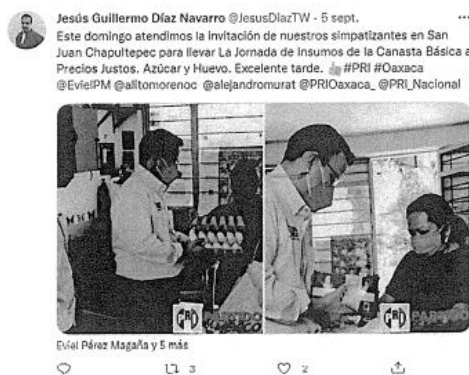 Jesús Guillermo Díaz Navarro @JesusDiazTW · 5 sept.
Este domingo atendimos la invitación de nuestros simpatizantes en San
Juan Chapultepec para llevar La Jornada de Insumos de la Canasta Básica a
Precios Justos. Azúcar y Huevo. Excelente tarde. #PRI #Oaxaca
@EvielPM @alitomorenoc @alejandromurat @PRIOaxaca_ @PRI_Nacional
PARTIDO
Eviel Pérez Magaña y 5 más
3
2